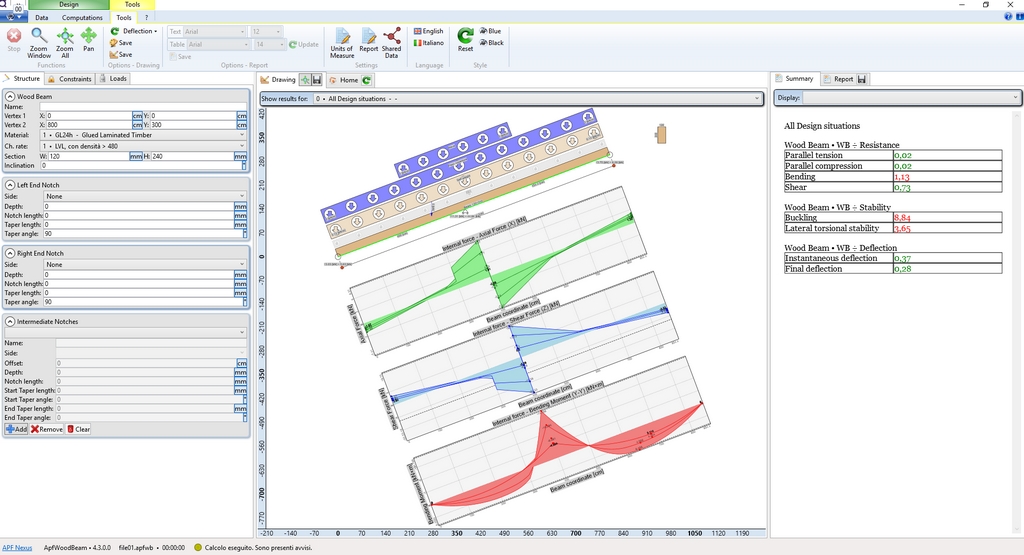 Design
Tools
Data
Computations
Tools
?
Stop
Zoom
Window
Zoom
All
Pan
Functions
Deflection
Save
Save
Options - Drawing
Text Arial 12
Table Arial 14
Update
Save
Options - Report
Units of
Measure
Report
Shared
Data
Settings
English
Italiano
Language
Reset
Blue
Black
Style
Structure
Constraints
Loads
Wood Beam
Name:
Vertex 1 X: 0 cm Y: 0 cm
Vertex 2 X: 800 cm Y: 300 cm
Material: 1 • GL24h - Glued Laminated Timber
Ch. rate: 1 • LVL, con densità > 480
Section W: 120 mm H: 240 mm
Inclination 0
Left End Notch
Side: None
Depth: 0 mm
Notch length: 0 mm
Taper length: 0 mm
Taper angle: 90
Right End Notch
Side: None
Depth: 0 mm
Notch length: 0 mm
Taper length: 0 mm
Taper angle: 90
Intermediate Notches
Name:
Side:
Offset: 0 cm
Depth: 0 mm
Notch length: 0 mm
Start Taper length: 0 mm
Start Taper angle: 0
End Taper length: 0 mm
End Taper angle: 0
Add Remove Clear
Drawing
Home
Show results for: 0 • All Design situations - -
420
350
280
210
140
70
0
-70
-140
-210
-280
-350
-420
-490
-560
-630
-700
-770
Internal force - Axial Force (X) [kN]
Axial Force [kN]
Beam coordinate [cm]
Internal force - Shear Force (Z) [kN]
Shear Force [kN]
Beam coordinate [cm]
Internal force - Bending Moment (Y-Y) [kN×m]
Bending Moment [kN×m]
Beam coordinate [cm]
-210 -140 -70 0 70 140 210 280 350 420 490 560 630 700 770 840 910 980 1050 1120 1190
Summary
Report
Display:
All Design situations
Wood Beam • WB ÷ Resistance
Parallel tension 0,02
Parallel compression 0,02
Bending 1,13
Shear 0,73
Wood Beam • WB ÷ Stability
Buckling 8,84
Lateral torsional stability 3,65
Wood Beam • WB ÷ Deflection
Instantaneous deflection 0,37
Final deflection 0,28
APF Nexus ApfWoodBeam • 4.3.0.0 file01.apfwb • 00:00:00 Calcolo eseguito. Sono presenti avvisi.